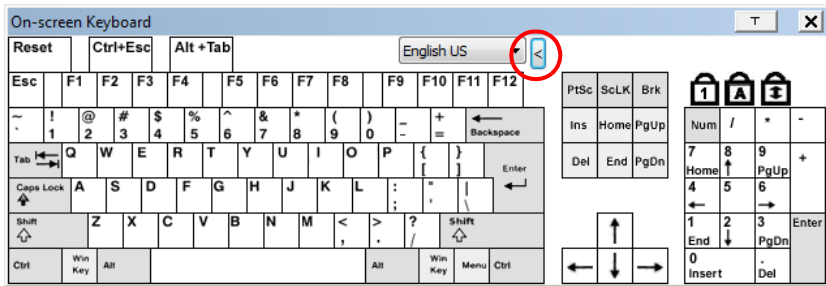 On-screen Keyboard T X
Reset Ctrl+Esc Alt +Tab English US <
Esc F1 F2 F3 F4 F5 F6 F7 F8 F9 F10 F11 F12 PtSc ScLK Brk 1 A
~ ! @ # $ % ^ & * ( ) _ + Backspace Ins Home PgUp Num / * -
` 1 2 3 4 5 6 7 8 9 0 - =
Tab Q W E R T Y U I O P { } Enter Del End PgDn 7 8 9 +
[ ] Home PgUp
Caps Lock A S D F G H J K L : " | 4 5 6
; ' \
Shift Z X C V B N M < > ? Shift 1 2 3 Enter
, . / End PgDn
Ctrl Win Key Alt Alt Win Key Menu Ctrl 0 .
Insert Del